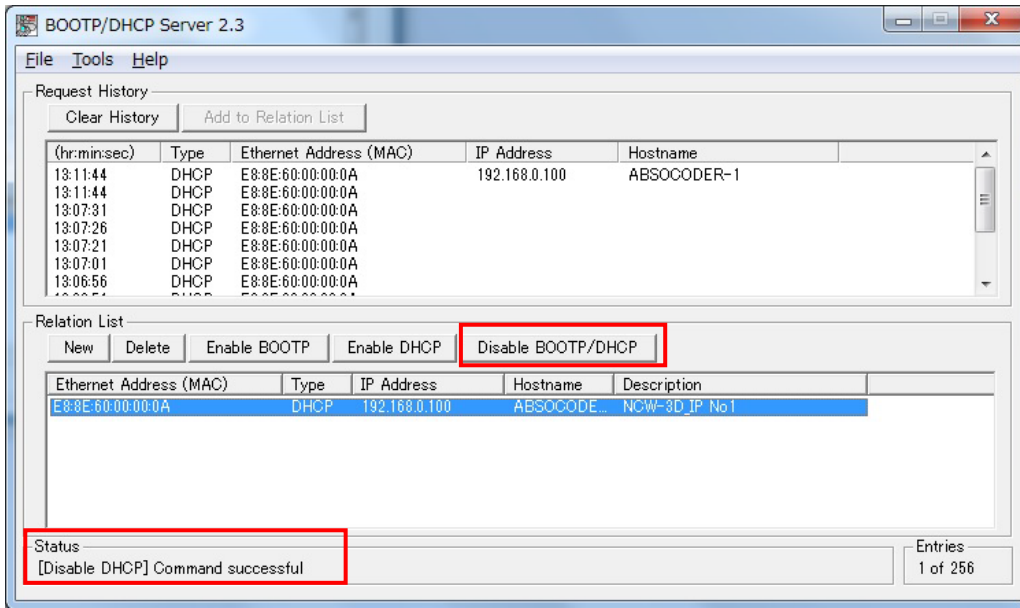 BOOTP/DHCP Server 2.3
File Tools Help
Request History
Clear History Add to Relation List
(hr:min:sec) Type Ethernet Address (MAC) IP Address Hostname
13:11:44 DHCP E8:8E:60:00:00:0A 192.168.0.100 ABSOCODER-1
13:11:44 DHCP E8:8E:60:00:00:0A
13:07:31 DHCP E8:8E:60:00:00:0A
13:07:26 DHCP E8:8E:60:00:00:0A
13:07:21 DHCP E8:8E:60:00:00:0A
13:07:01 DHCP E8:8E:60:00:00:0A
13:06:56 DHCP E8:8E:60:00:00:0A
Relation List
New Delete Enable BOOTP Enable DHCP Disable BOOTP/DHCP
Ethernet Address (MAC) Type IP Address Hostname Description
E8:8E:60:00:00:0A DHCP 192.168.0.100 ABSOCODE... NCW-3D_IP No1
Status
[Disable DHCP] Command successful
Entries
1 of 256